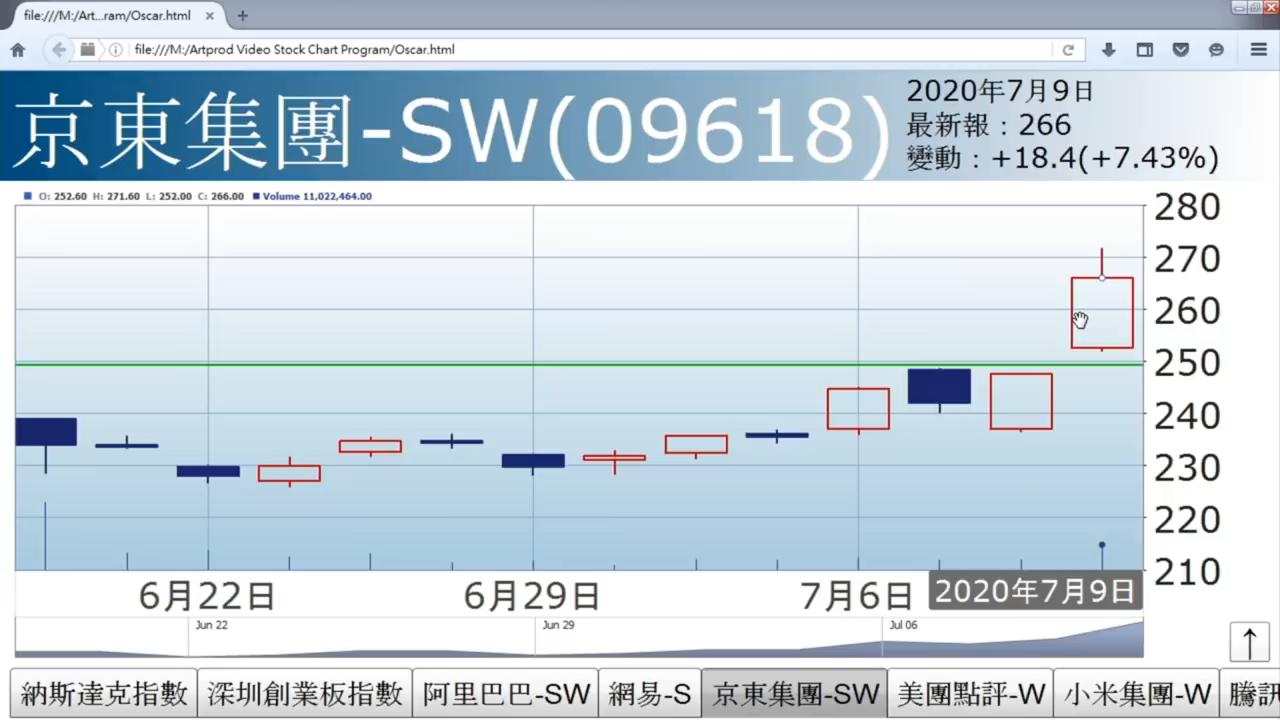 file:///M:/Art...ram/Oscar.html
file:///M:/Artprod Video Stock Chart Program/Oscar.html
京東集團-SW(09618)
2020年7月9日
最新報：266
變動：+18.4(+7.43%)
O: 252.60 H: 271.60 L: 252.00 C: 266.00 Volume 11,022,464.00
280
270
260
250
240
230
220
210
6月22日 6月29日 7月6日 2020年7月9日
Jun 22 Jun 29 Jul 06
↑
納斯達克指數 深圳創業板指數 阿里巴巴-SW 網易-S 京東集團-SW 美團點評-W 小米集團-W 騰訊